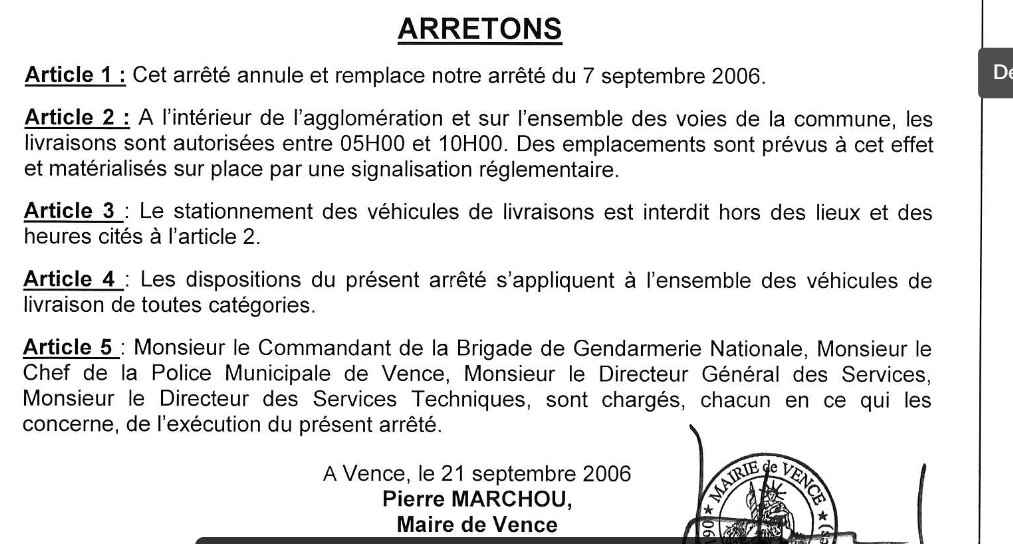 ARRETONS
Article 1 : Cet arrêté annule et remplace notre arrêté du 7 septembre 2006.
Article 2 : A l'intérieur de l'agglomération et sur l'ensemble des voies de la commune, les
livraisons sont autorisées entre 05H00 et 10H00. Des emplacements sont prévus à cet effet
et matérialisés sur place par une signalisation réglementaire.
Article 3 : Le stationnement des véhicules de livraisons est interdit hors des lieux et des
heures cités à l'article 2.
Article 4 : Les dispositions du présent arrêté s'appliquent à l'ensemble des véhicules de
livraison de toutes catégories.
Article 5 : Monsieur le Commandant de la Brigade de Gendarmerie Nationale, Monsieur le
Chef de la Police Municipale de Vence, Monsieur le Directeur Général des Services,
Monsieur le Directeur des Services Techniques, sont chargés, chacun en ce qui les
concerne, de l'exécution du présent arrêté.
A Vence, le 21 septembre 2006
Pierre MARCHOU,
Maire de Vence
MAIRIE de VENCE